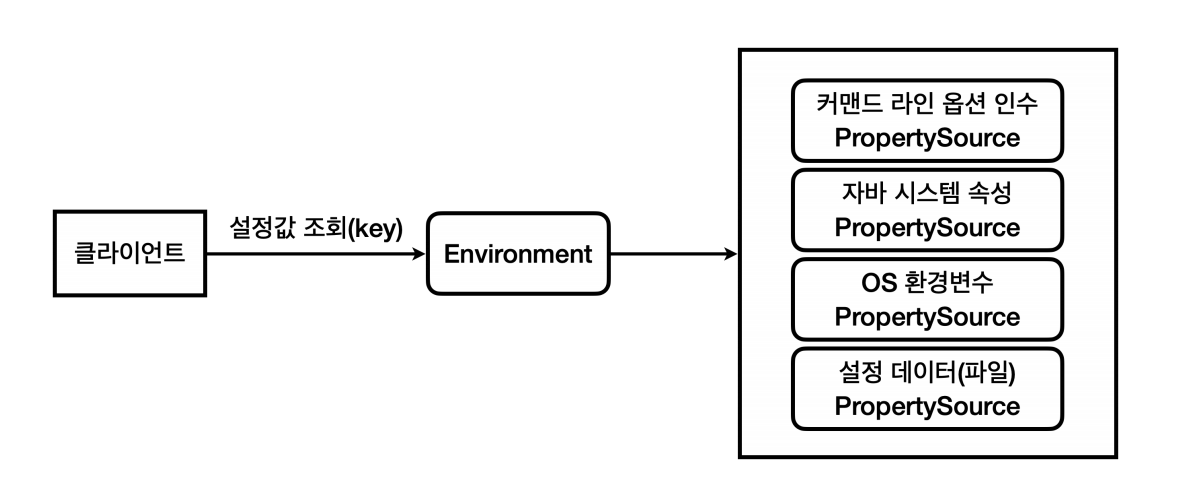 클라이언트
설정값 조회(key)
Environment
커맨드 라인 옵션 인수
PropertySource
자바 시스템 속성
PropertySource
OS 환경변수
PropertySource
설정 데이터(파일)
PropertySource